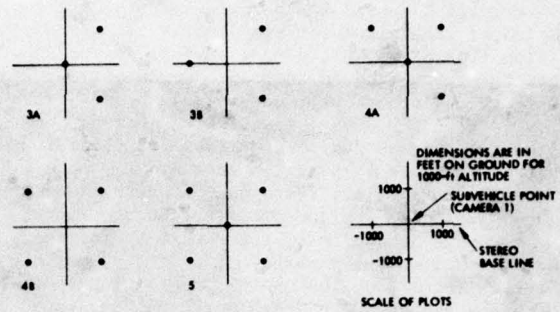 3A
3B
4A
4B
5
DIMENSIONS ARE IN
FEET ON GROUND FOR
1000-ft ALTITUDE
1000
SUBVEHICLE POINT
(CAMERA 1)
-1000
1000
STEREO
BASE LINE
-1000
SCALE OF PLOTS